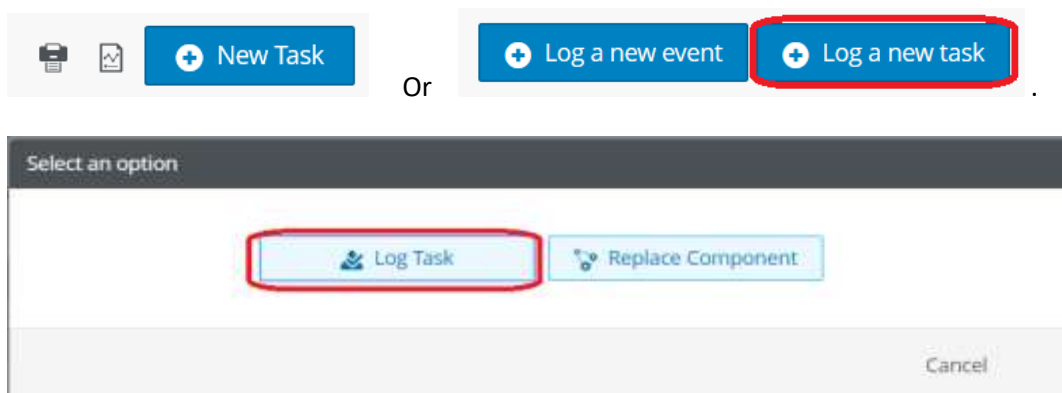 New Task Or Log a new event Log a new task .
Select an option
Log Task Replace Component
Cancel